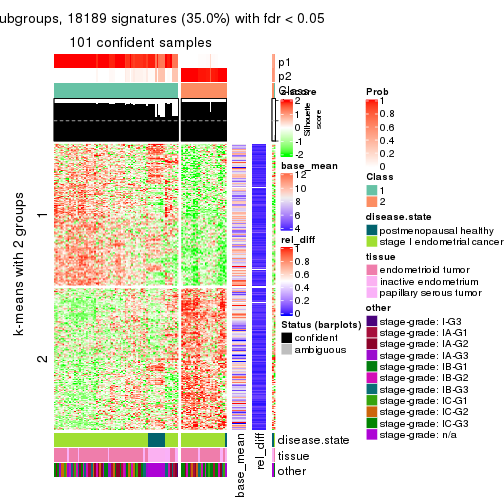 ubgroups, 18189 signatures (35.0%) with fdr < 0.05
101 confident samples
p1
p2
Class
Silhouette
score
k-means with 2 groups
1
2
disease.state
tissue
other
base_mean
rel_diff
z-score
2
1
0
-1
-2
base_mean
12
10
8
6
4
rel_diff
1
0.8
0.6
0.4
0.2
0
Status (barplots)
confident
ambiguous
Prob
1
0.8
0.6
0.4
0.2
0
Class
1
2
disease.state
postmenopausal healthy
stage I endometrial cancer
tissue
endometrioid tumor
inactive endometrium
papillary serous tumor
other
stage-grade: I-G3
stage-grade: IA-G1
stage-grade: IA-G2
stage-grade: IA-G3
stage-grade: IB-G1
stage-grade: IB-G2
stage-grade: IB-G3
stage-grade: IC-G1
stage-grade: IC-G2
stage-grade: IC-G3
stage-grade: n/a